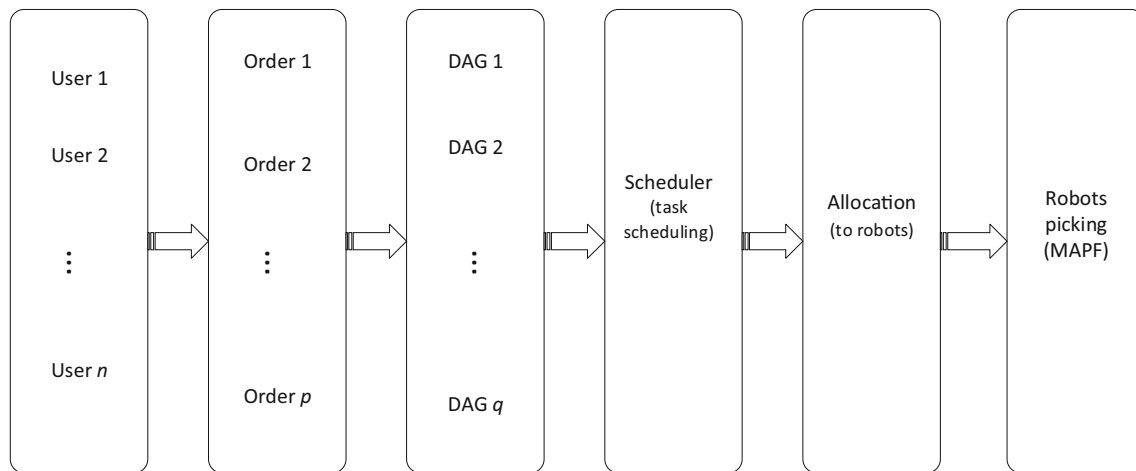 User 1
User 2
⋮
User n
Order 1
Order 2
⋮
Order p
DAG 1
DAG 2
⋮
DAG q
Scheduler
(task
scheduling)
Allocation
(to robots)
Robots
picking
(MAPF)